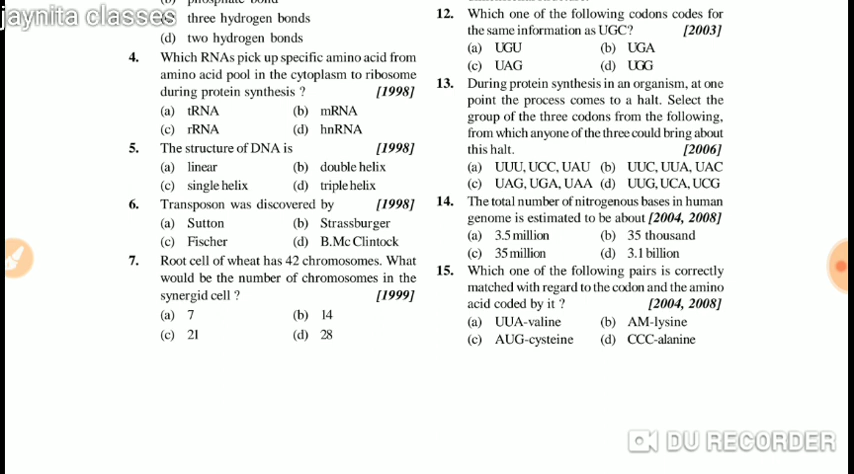 jaynita classes
(b) phosphate bond
three hydrogen bonds
(d) two hydrogen bonds
4. Which RNAs pick up specific amino acid from
amino acid pool in the cytoplasm to ribosome
during protein synthesis ? [1998]
(a) tRNA (b) mRNA
(c) rRNA (d) hnRNA
5. The structure of DNA is [1998]
(a) linear (b) double helix
(c) single helix (d) triple helix
6. Transposon was discovered by [1998]
(a) Sutton (b) Strassburger
(c) Fischer (d) B.Mc Clintock
7. Root cell of wheat has 42 chromosomes. What
would be the number of chromosomes in the
synergid cell ? [1999]
(a) 7 (b) 14
(c) 21 (d) 28
12. Which one of the following codons codes for
the same information as UGC? [2003]
(a) UGU (b) UGA
(c) UAG (d) UGG
13. During protein synthesis in an organism, at one
point the process comes to a halt. Select the
group of the three codons from the following,
from which anyone of the three could bring about
this halt. [2006]
(a) UUU, UCC, UAU (b) UUC, UUA, UAC
(c) UAG, UGA, UAA (d) UUG, UCA, UCG
14. The total number of nitrogenous bases in human
genome is estimated to be about [2004, 2008]
(a) 3.5 million (b) 35 thousand
(c) 35 million (d) 3.1 billion
15. Which one of the following pairs is correctly
matched with regard to the codon and the amino
acid coded by it ? [2004, 2008]
(a) UUA-valine (b) AM-lysine
(c) AUG-cysteine (d) CCC-alanine
DU RECORDER